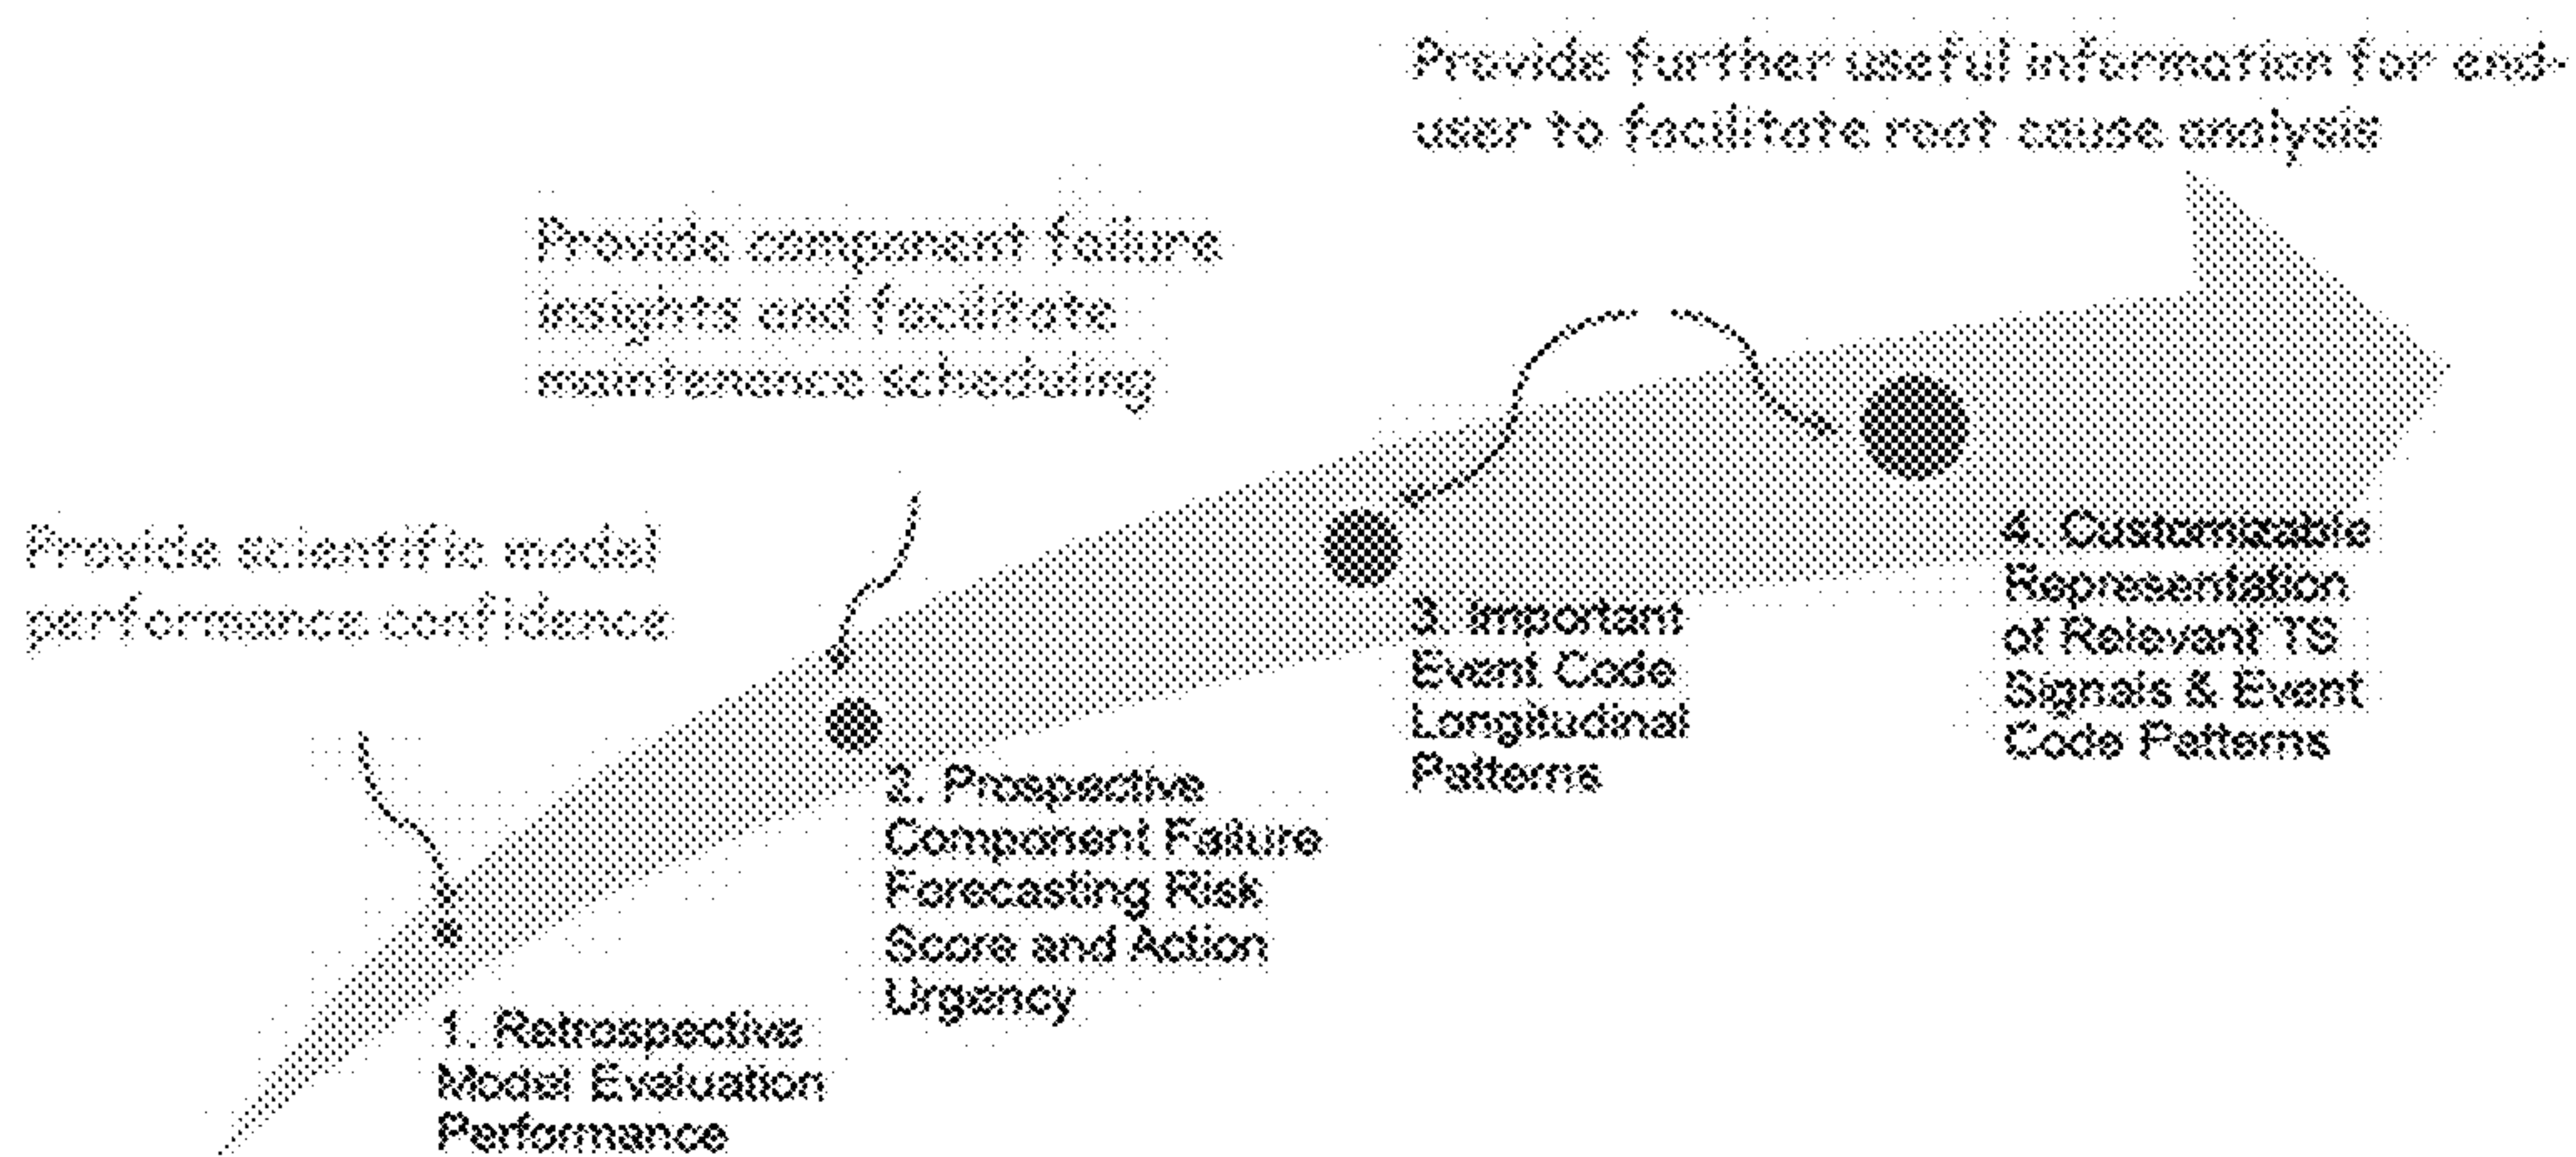 Provide further useful information for end-
user to facilitate root cause analysis
Provide component failure
insights and facilitate
maintenance scheduling
Provide scientific model
performance confidence
1. Retrospective
Model Evaluation
Performance
2. Prospective
Component Failure
Forecasting Risk
Score and Action
Urgency
3. Important
Event Code
Longitudinal
Patterns
4. Customizable
Representation
of Relevant TS
Signals & Event
Code Patterns